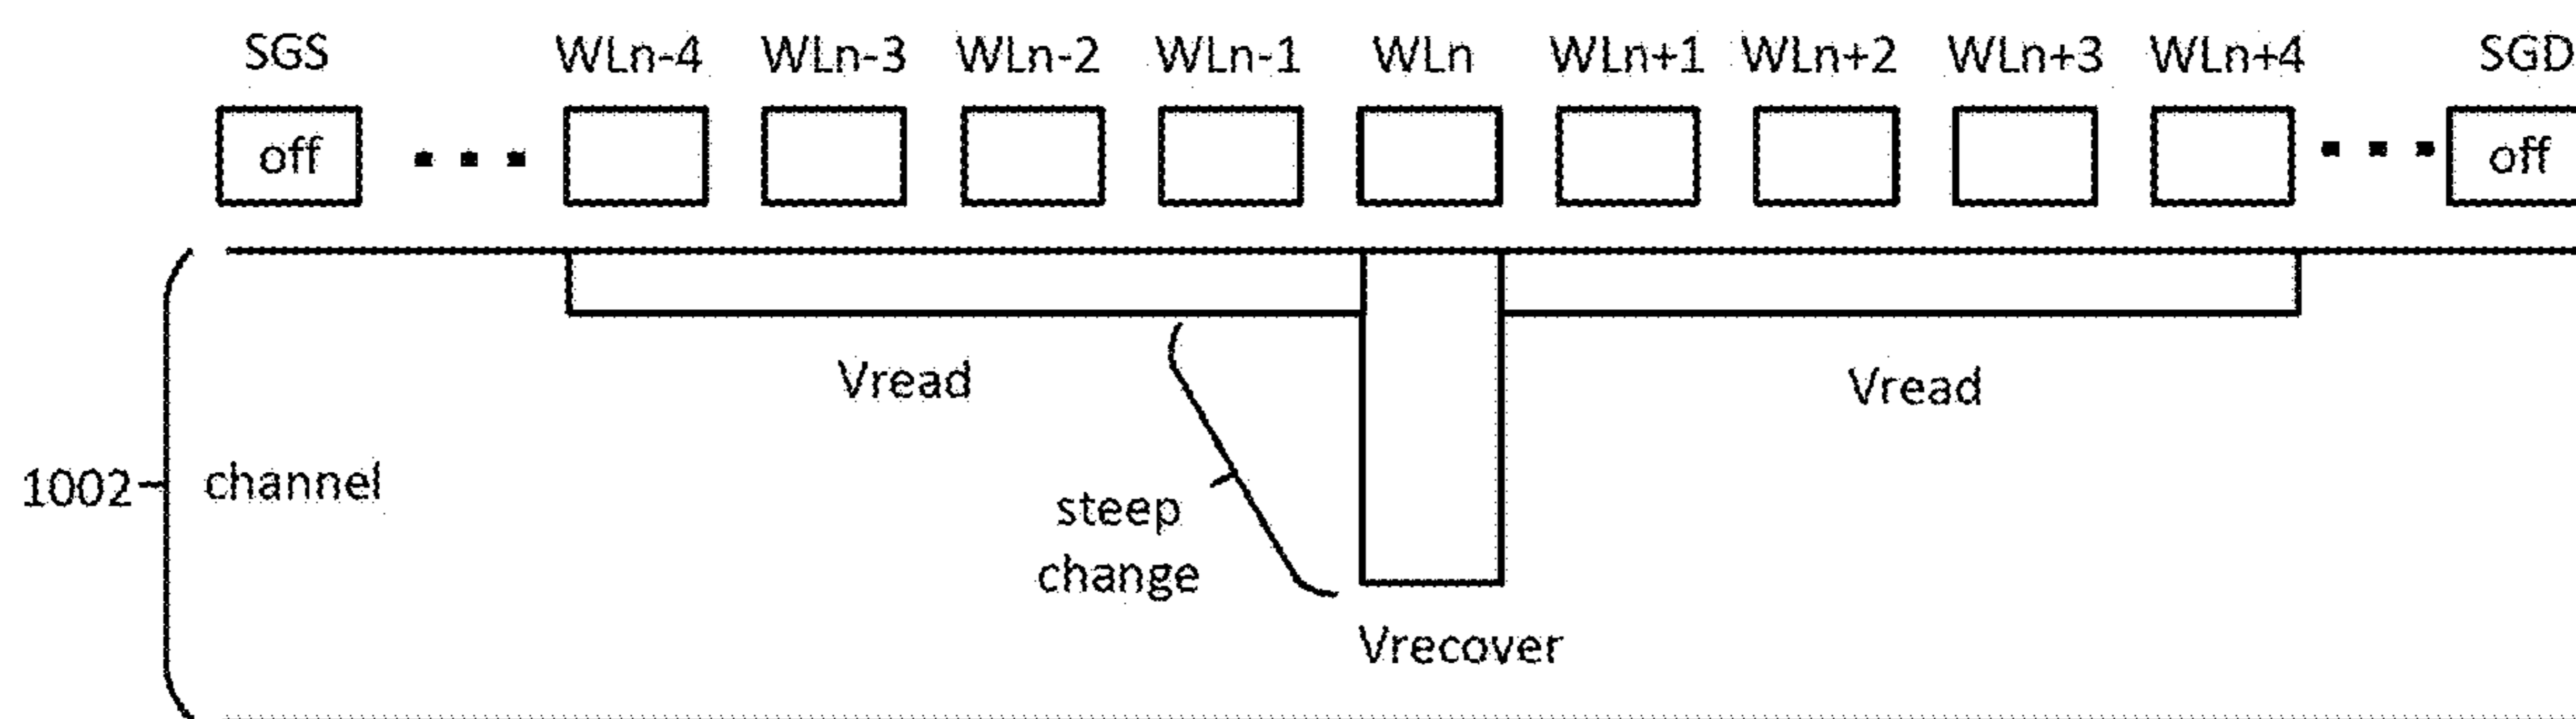 SGS WLn-4 WLn-3 WLn-2 WLn-1 WLn WLn+1 WLn+2 WLn+3 WLn+4 SGD
off off
Vread Vread
1002 channel
steep
change
Vrecover